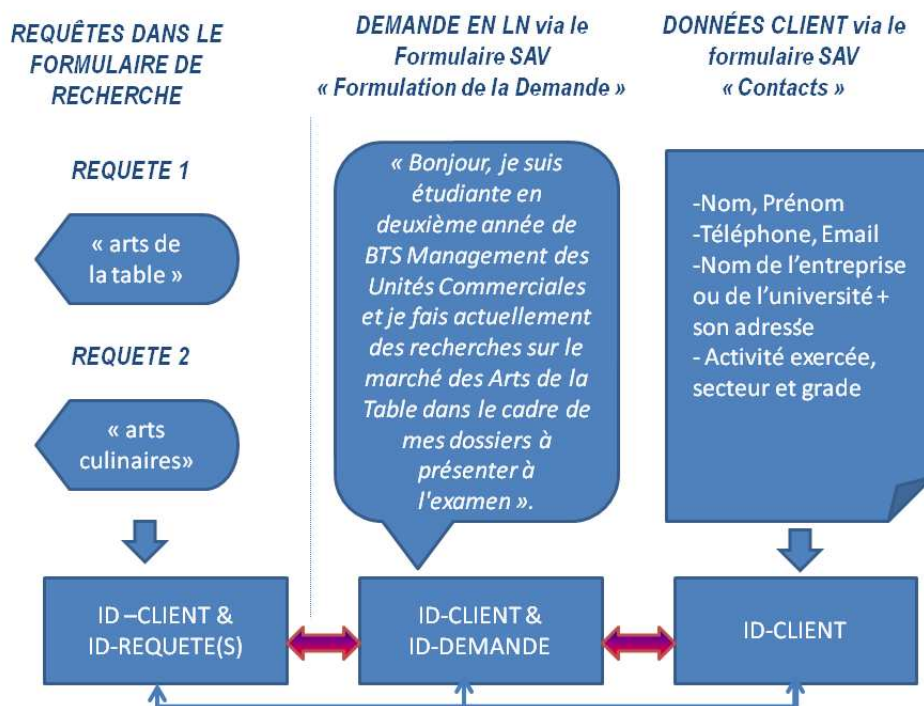 REQUÊTES DANS LE
FORMULAIRE DE
RECHERCHE
REQUETE 1
« arts de
la table »
REQUETE 2
« arts
culinaires»
ID –CLIENT &
ID-REQUETE(S)
DEMANDE EN LN via le
Formulaire SAV
« Formulation de la Demande »
« Bonjour, je suis
étudiante en
deuxième année de
BTS Management des
Unités Commerciales
et je fais actuellement
des recherches sur le
marché des Arts de la
Table dans le cadre de
mes dossiers à
présenter à
l'examen ».
ID-CLIENT &
ID-DEMANDE
DONNÉES CLIENT via le
formulaire SAV
« Contacts »
-Nom, Prénom
-Téléphone, Email
-Nom de l’entreprise
ou de l’université +
son adresse
- Activité exercée,
secteur et grade
ID-CLIENT